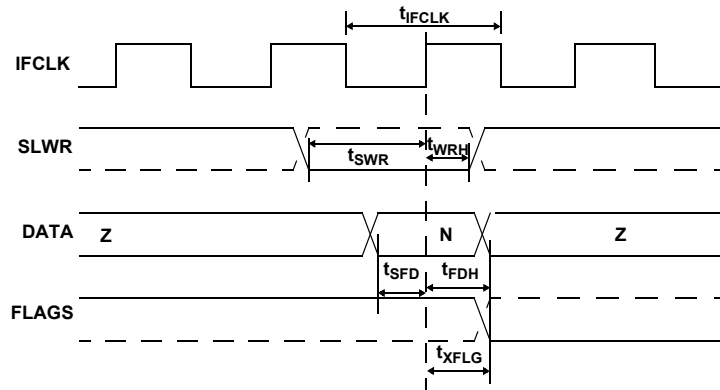 tIFCLK
IFCLK
SLWR
tSWR
tWRH
DATA
Z
N
Z
tSFD
tFDH
FLAGS
tXFLG